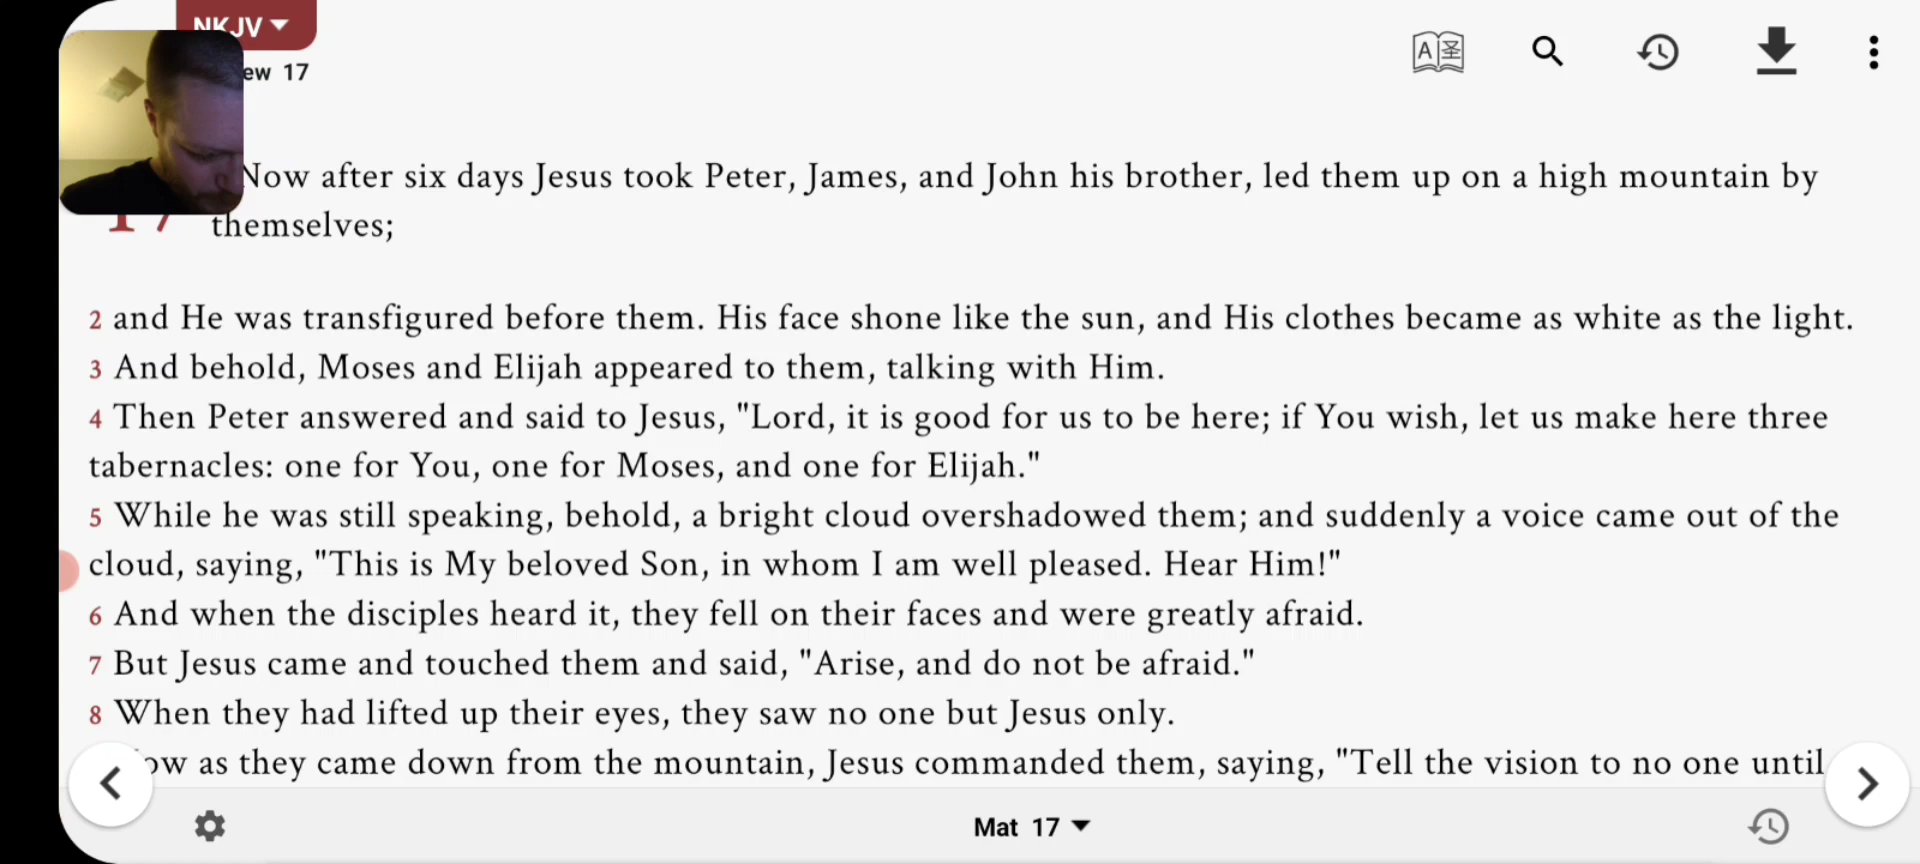 NKJV
ew 17
Now after six days Jesus took Peter, James, and John his brother, led them up on a high mountain by
17 themselves;
2 and He was transfigured before them. His face shone like the sun, and His clothes became as white as the light.
3 And behold, Moses and Elijah appeared to them, talking with Him.
4 Then Peter answered and said to Jesus, "Lord, it is good for us to be here; if You wish, let us make here three
tabernacles: one for You, one for Moses, and one for Elijah."
5 While he was still speaking, behold, a bright cloud overshadowed them; and suddenly a voice came out of the
cloud, saying, "This is My beloved Son, in whom I am well pleased. Hear Him!"
6 And when the disciples heard it, they fell on their faces and were greatly afraid.
7 But Jesus came and touched them and said, "Arise, and do not be afraid."
8 When they had lifted up their eyes, they saw no one but Jesus only.
ow as they came down from the mountain, Jesus commanded them, saying, "Tell the vision to no one until
Mat 17